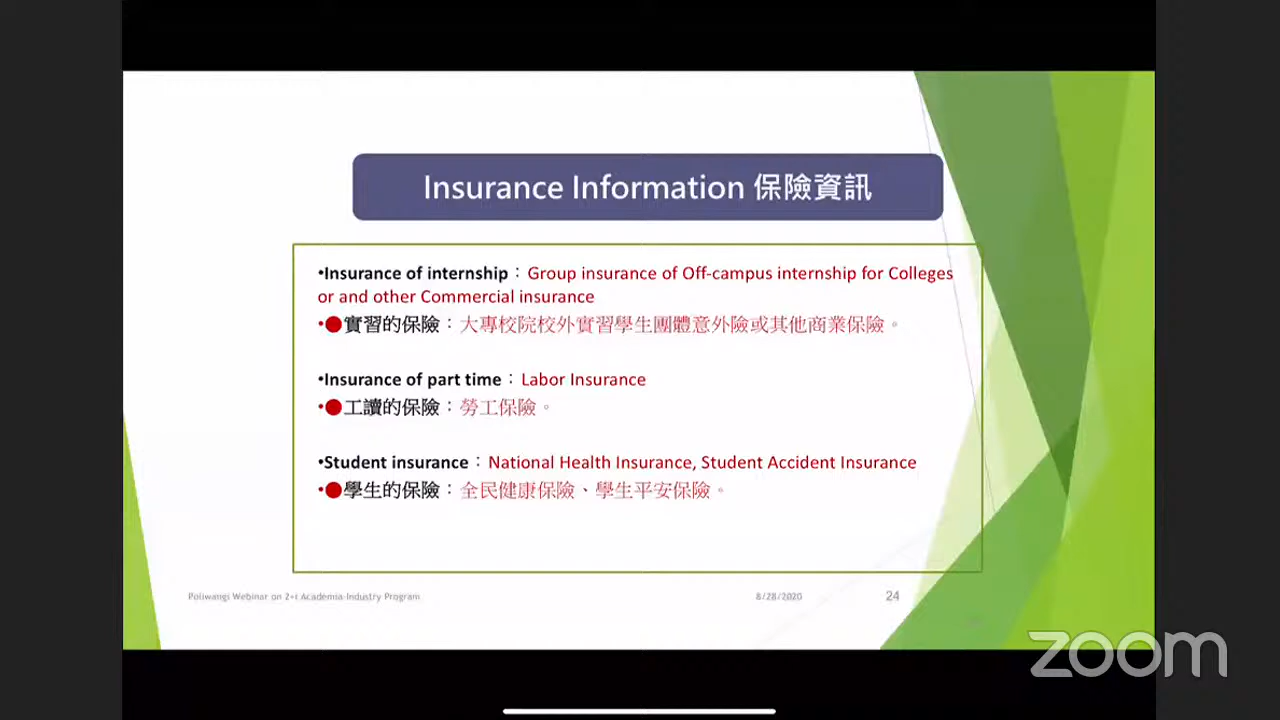 Insurance Information 保險資訊
•Insurance of internship：Group insurance of Off-campus internship for Colleges
or and other Commercial insurance
•●實習的保險：大專校院校外實習學生團體意外險或其他商業保險。
•Insurance of part time：Labor Insurance
•●工讀的保險：勞工保險。
•Student insurance：National Health Insurance, Student Accident Insurance
•●學生的保險：全民健康保險、學生平安保險。
Poliwangi Webinar on 2+i Academia-Industry Program
8/28/2020
24
zoom